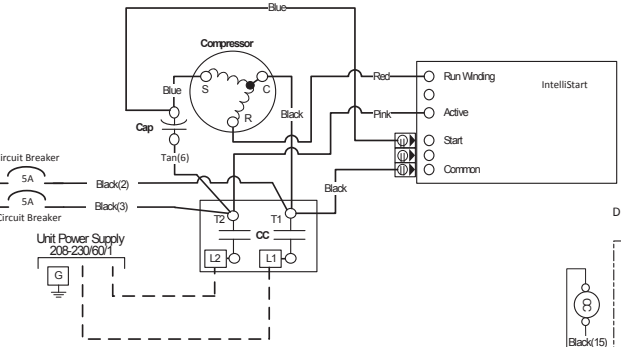 Blue
Compressor
Blue
S
C
R
Black
Cap
Tan(6)
Red
Pink
Run Winding
IntelliStart
Active
Start
Common
Black
ircuit Breaker
5A
Black(2)
5A
Black(3)
Circuit Breaker
T2
T1
CC
L2
L1
Unit Power Supply
208-230/60/1
G
D
CC
Black(15)